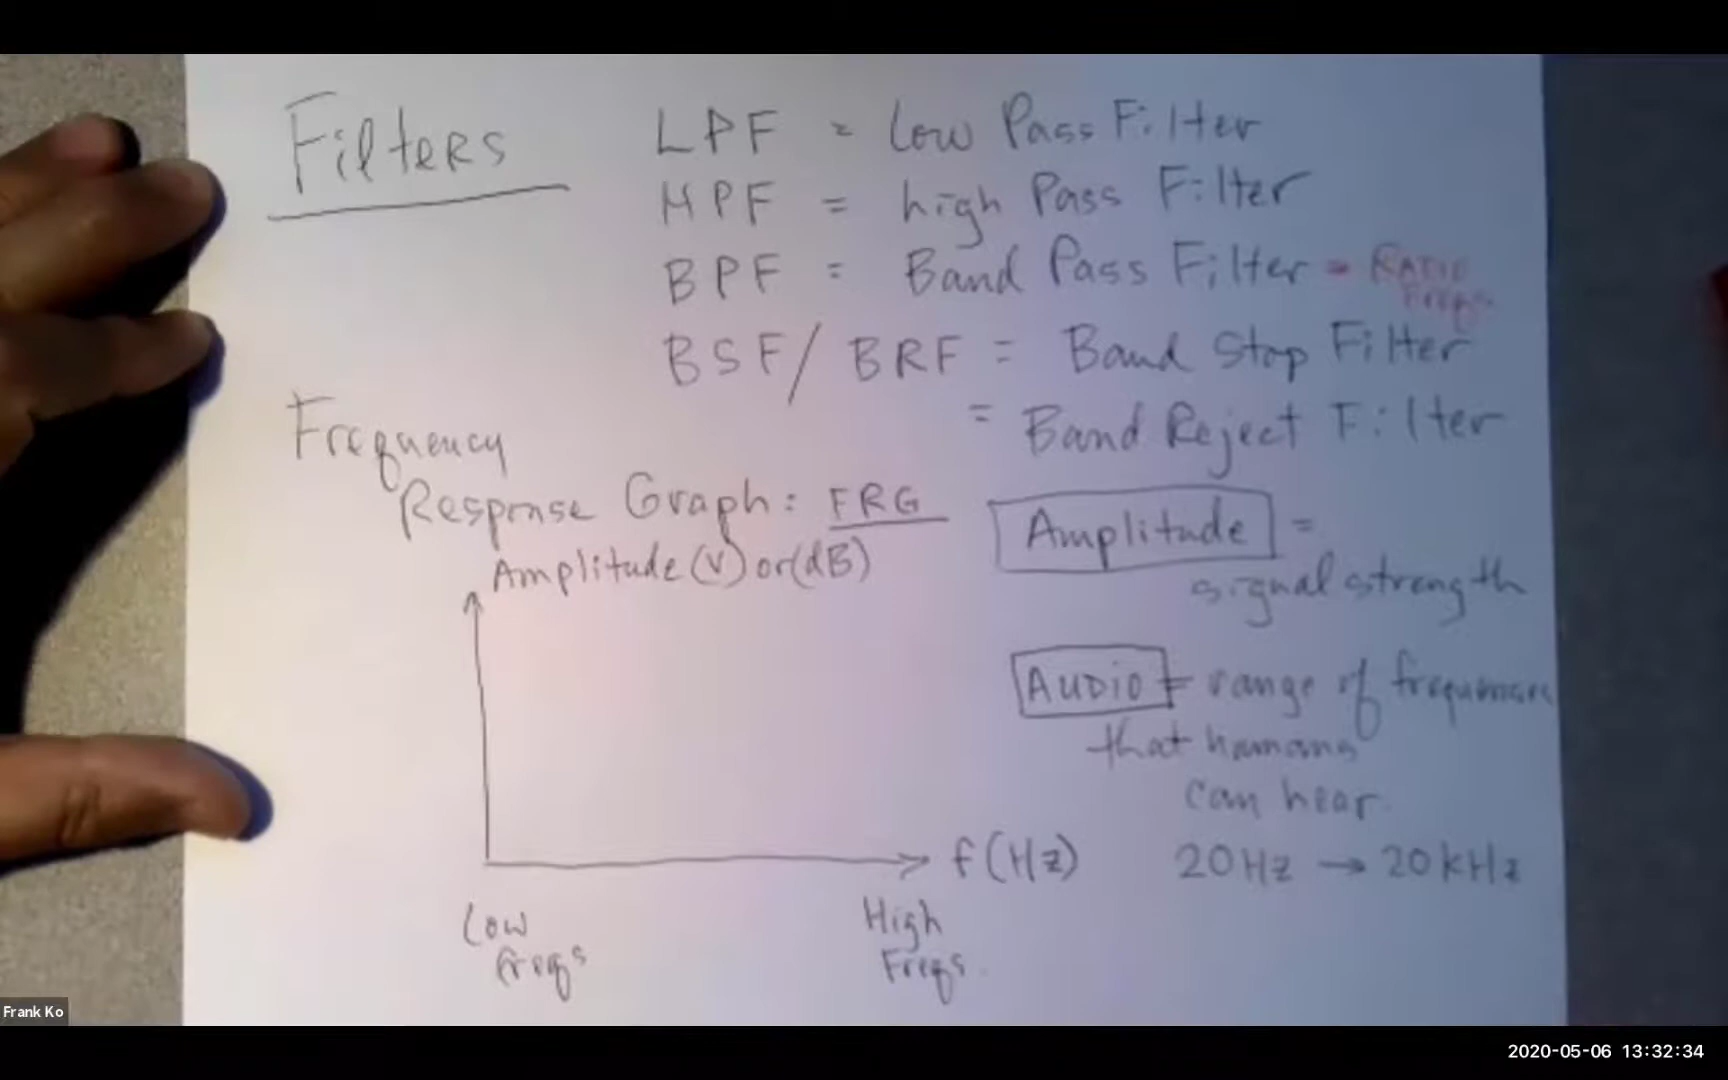 Filters
LPF = Low Pass Filter
HPF = high Pass Filter
BPF = Band Pass Filter - RATIO
Freqs
BSF/BRF = Band Stop Filter
= Band Reject Filter
Frequency
Response Graph: FRG
Amplitude (V) or (dB)
Amplitude =
signal strength
AUDIO = range of
that humans
can hear.
20Hz → 20kHz
f(Hz)
Low
freqs
High
Freqs.
Frank Ko
2020-05-06 13:32:34